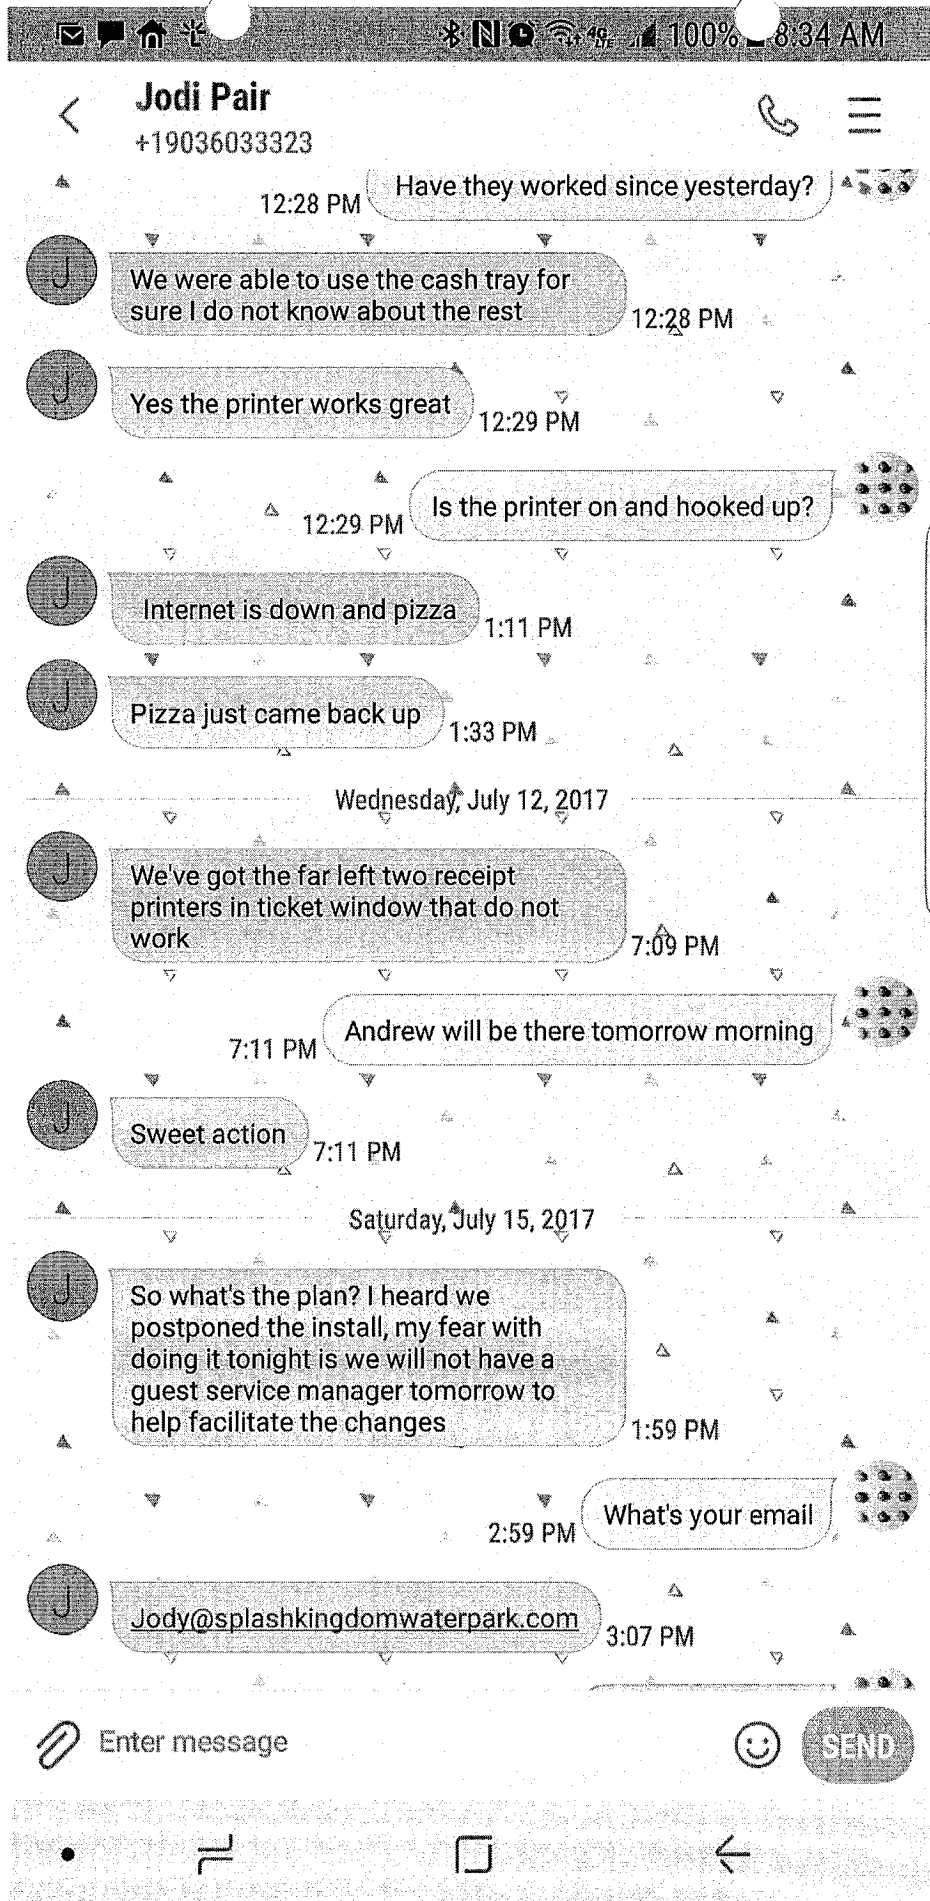 4G LTE 100% 8:34 AM
Jodi Pair
+19036033323
Have they worked since yesterday?
12:28 PM
J
We were able to use the cash tray for
sure I do not know about the rest
12:28 PM
J
Yes the printer works great
12:29 PM
Is the printer on and hooked up?
12:29 PM
J
Internet is down and pizza
1:11 PM
J
Pizza just came back up
1:33 PM
Wednesday, July 12, 2017
J
We've got the far left two receipt
printers in ticket window that do not
work
7:09 PM
Andrew will be there tomorrow morning
7:11 PM
J
Sweet action
7:11 PM
Saturday, July 15, 2017
J
So what's the plan? I heard we
postponed the install, my fear with
doing it tonight is we will not have a
guest service manager tomorrow to
help facilitate the changes
1:59 PM
What's your email
2:59 PM
J
Jody@splashkingdomwaterpark.com
3:07 PM
Enter message
SEND